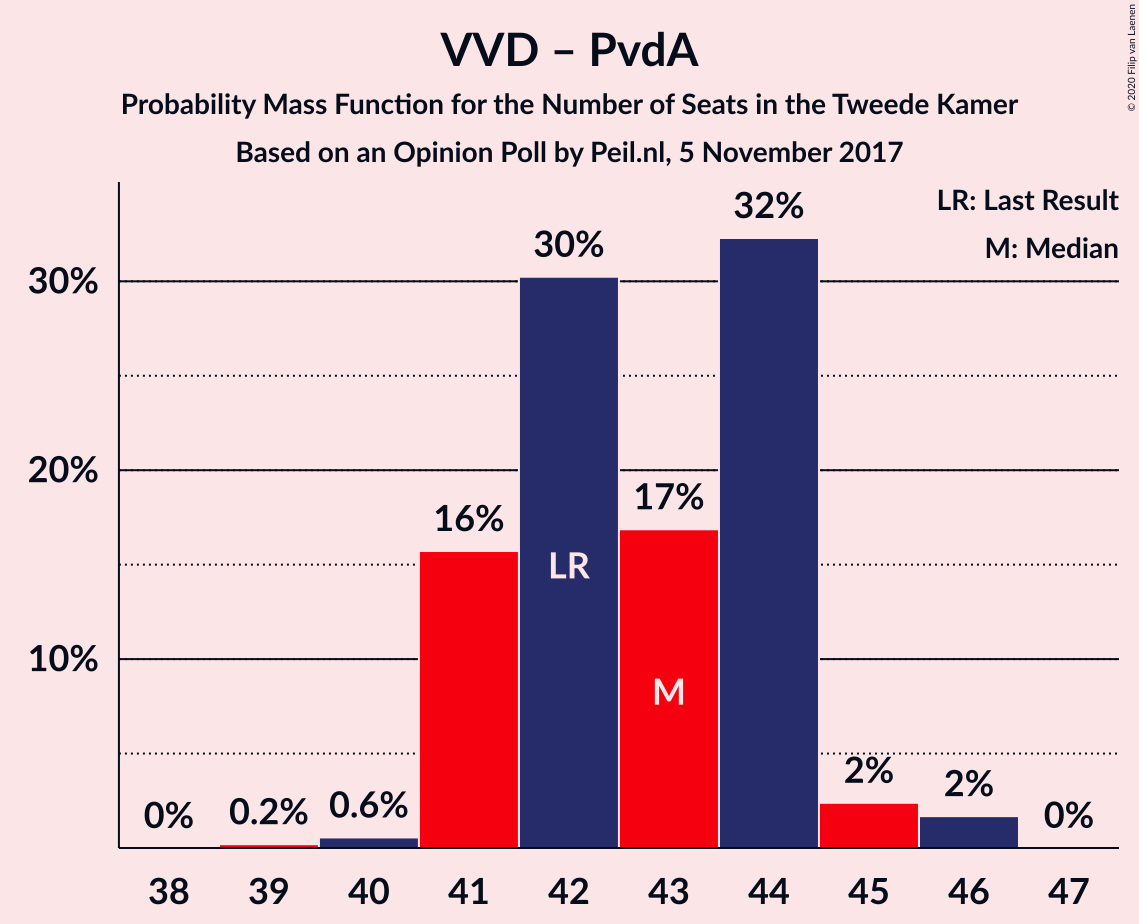 VVD – PvdA
Probability Mass Function for the Number of Seats in the Tweede Kamer
Based on an Opinion Poll by Peil.nl, 5 November 2017
© 2020 Filip van Laenen
LR: Last Result
M: Median
30%
20%
10%
0%
0.2%
0.6%
16%
30%
17%
32%
2%
2%
0%
LR
M
38 39 40 41 42 43 44 45 46 47